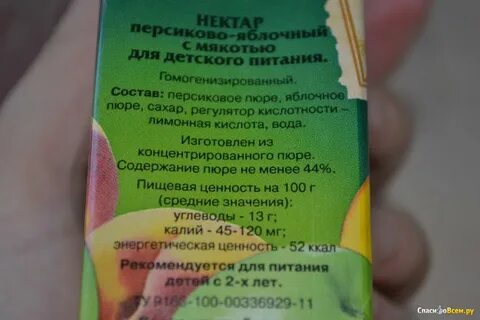 НЕКТАР
персиково-яблочный
с мякотью
для детского питания.
Гомогенизированный.
Состав: персиковое пюре, яблочное
пюре, сахар, регулятор кислотности –
лимонная кислота, вода.
Изготовлен из
концентрированного пюре.
Содержание пюре не менее 44%.
Пищевая ценность на 100 г
(средние значения):
углеводы - 13 г;
калий - 45-120 мг;
энергетическая ценность - 52 ккал
Рекомендуется для питания
детей с 2-х лет.
ТУ 9163-100-00336929-11
СпасибоВсем.ру